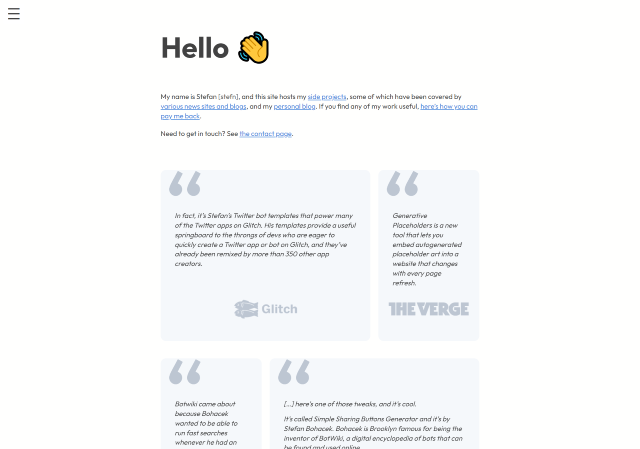 Hello
My name is Stefan [stefn], and this site hosts my side projects, some of which have been covered by
various news sites and blogs, and my personal blog. If you find any of my work useful, here's how you can
pay me back.
Need to get in touch? See the contact page.
In fact, it's Stefan's Twitter bot templates that power many
of the Twitter apps on Glitch. His templates provide a useful
springboard to the throngs of devs who are eager to
quickly create a Twitter app or bot on Glitch, and they've
already been remixed by more than 350 other app
creators.
Glitch
Generative
Placeholders is a new
tool that lets you
embed autogenerated
placeholder art into a
website that changes
with every page
refresh.
THE VERGE
Botwiki came about
because Bohacek
wanted to be able to
run fast searches
whenever he had an
[...] here's one of those tweaks, and it's cool.
It's called Simple Sharing Buttons Generator and it's by
Stefan Bohacek. Bohacek is Brooklyn famous for being the
inventor of BotWiki, a digital encyclopedia of bots that can
be found and used online.